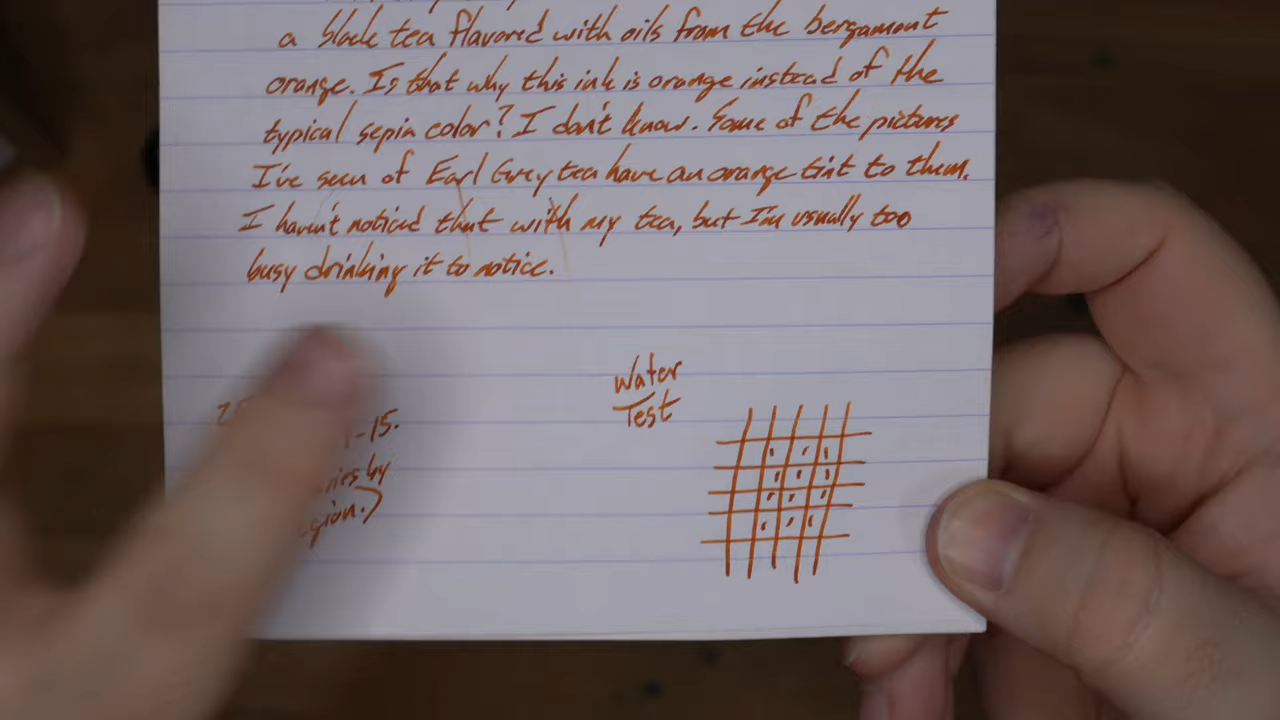 a black tea flavored with oils from the bergamont
orange. Is that why this ink is orange instead of the
typical sepia color? I don't know. Some of the pictures
I've seen of Earl Grey tea have an orange tint to them.
I haven't noticed that with my tea, but I'm usually too
busy drinking it to notice.
Water
Test
-15.
by